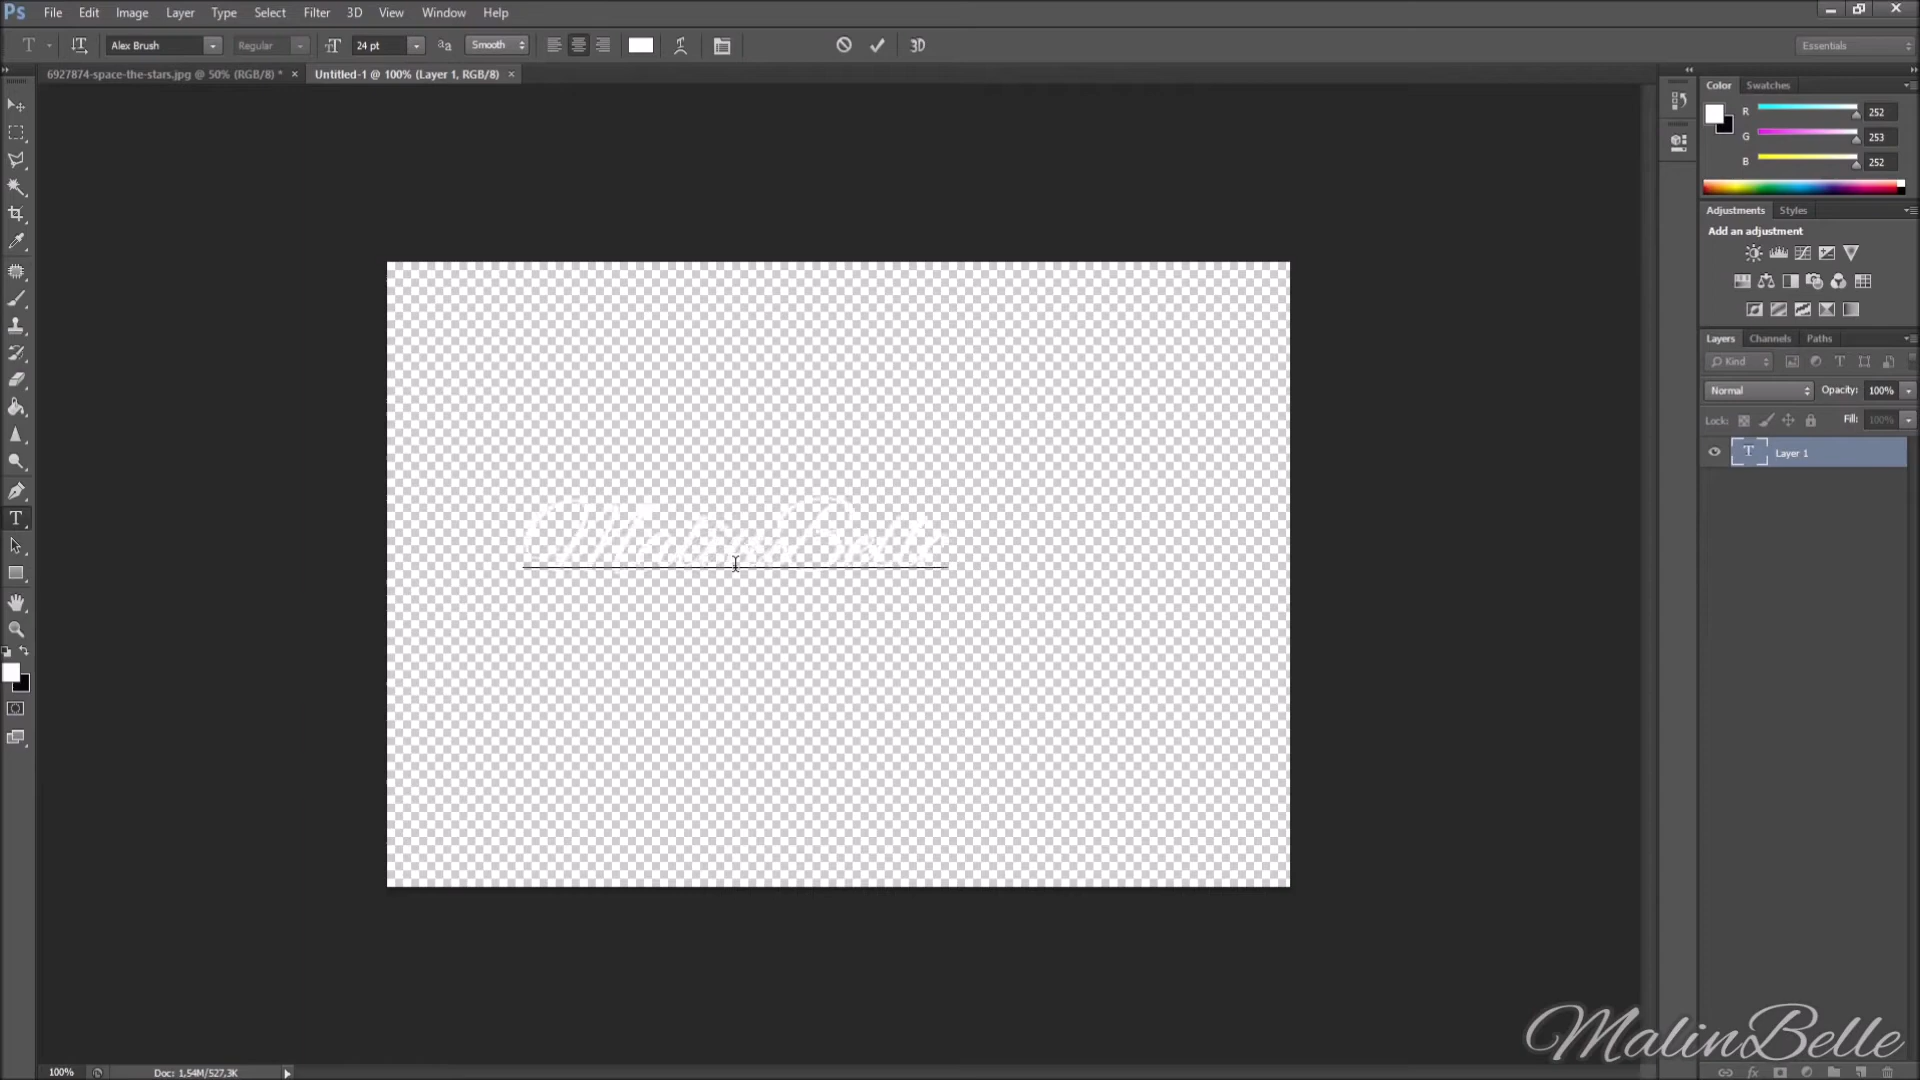 Ps File Edit Image Layer Type Select Filter 3D View Window Help
T Alex Brush Regular 24 pt Smooth 3D Essentials
6927874-space-the-stars.jpg @ 50% (RGB/8) * × Untitled-1 @ 100% (Layer 1, RGB/8) ×
Color Swatches
R 252
G 253
B 252
Adjustments Styles
Add an adjustment
Layers Channels Paths
Kind
Normal Opacity: 100%
Lock: Fill: 100%
T Layer 1
100% Doc: 1,54M/527,3K
MalinBelle